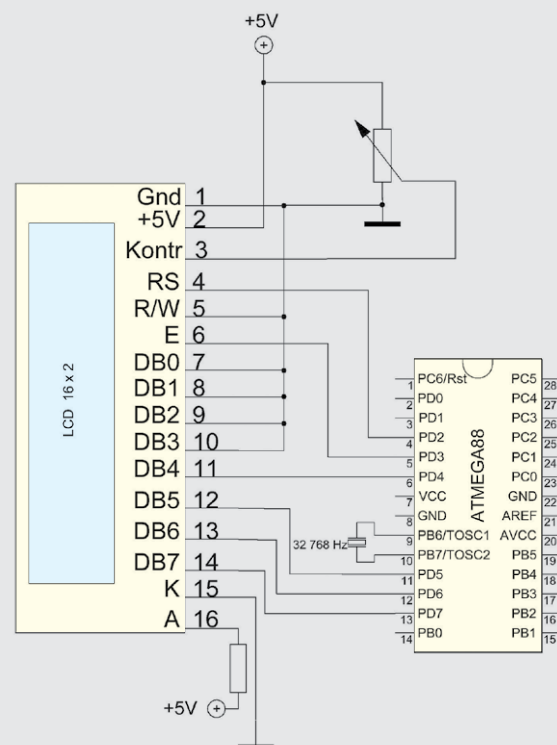 +5V
Gnd 1
+5V 2
Kontr 3
RS 4
R/W 5
E 6
DB0 7
DB1 8
DB2 9
DB3 10
DB4 11
DB5 12
DB6 13
DB7 14
K 15
A 16
LCD 16 x 2
+5V
32 768 Hz
ATMEGA88
1 PC6/Rst PC5 28
2 PD0 PC4 27
3 PD1 PC3 26
4 PD2 PC2 25
5 PD3 PC1 24
6 PD4 PC0 23
7 VCC GND 22
8 GND AREF 21
9 PB6/TOSC1 AVCC 20
10 PB7/TOSC2 PB5 19
11 PD5 PB4 18
12 PD6 PB3 17
13 PD7 PB2 16
14 PB0 PB1 15